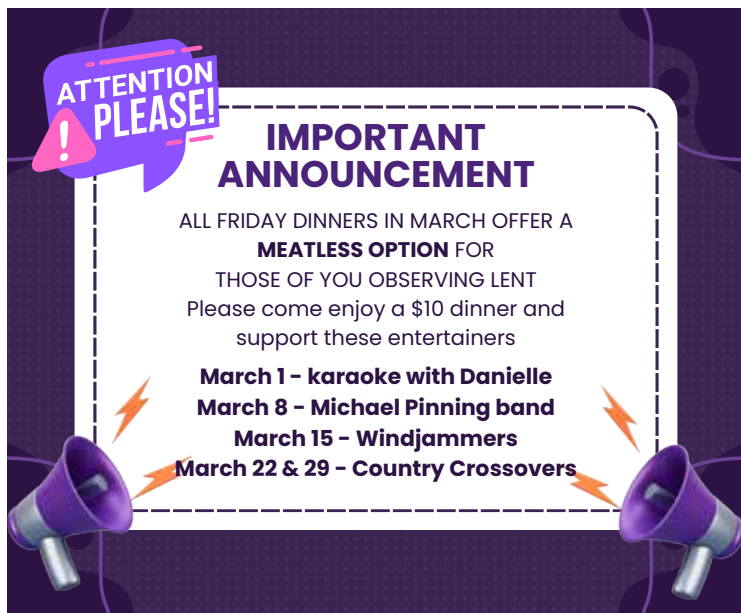 ATTENTION
PLEASE!
!
IMPORTANT
ANNOUNCEMENT
ALL FRIDAY DINNERS IN MARCH OFFER A
MEATLESS OPTION FOR
THOSE OF YOU OBSERVING LENT
Please come enjoy a $10 dinner and
support these entertainers
March 1 - karaoke with Danielle
March 8 - Michael Pinning band
March 15 - Windjammers
March 22 & 29 - Country Crossovers